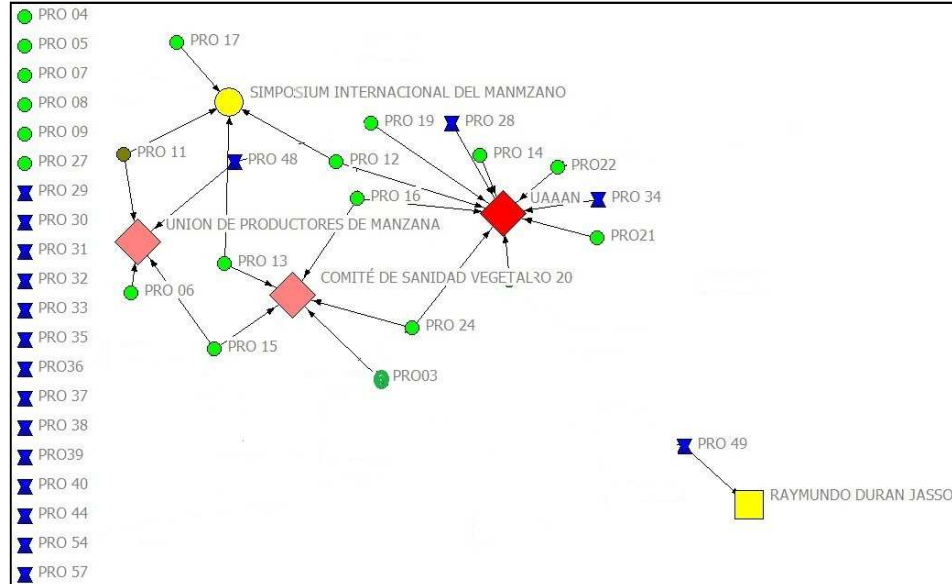 PRO 04
PRO 05
PRO 07
PRO 08
PRO 09
PRO 27
PRO 29
PRO 30
PRO 31
PRO 32
PRO 33
PRO 35
PRO36
PRO 37
PRO 38
PRO39
PRO 40
PRO 44
PRO 54
PRO 57
PRO 17
SIMPOSIUM INTERNACIONAL DEL MANMZANO
PRO 19
PRO 28
PRO 11
PRO 48
PRO 12
PRO 14
PRO22
PRO 16
UAAAN
PRO 34
UNION DE PRODUCTORES DE MANZANA
PRO21
PRO 13
COMITÉ DE SANIDAD VEGETALRO 20
PRO 06
PRO 24
PRO 15
PRO03
PRO 49
RAYMUNDO DURAN JASSO